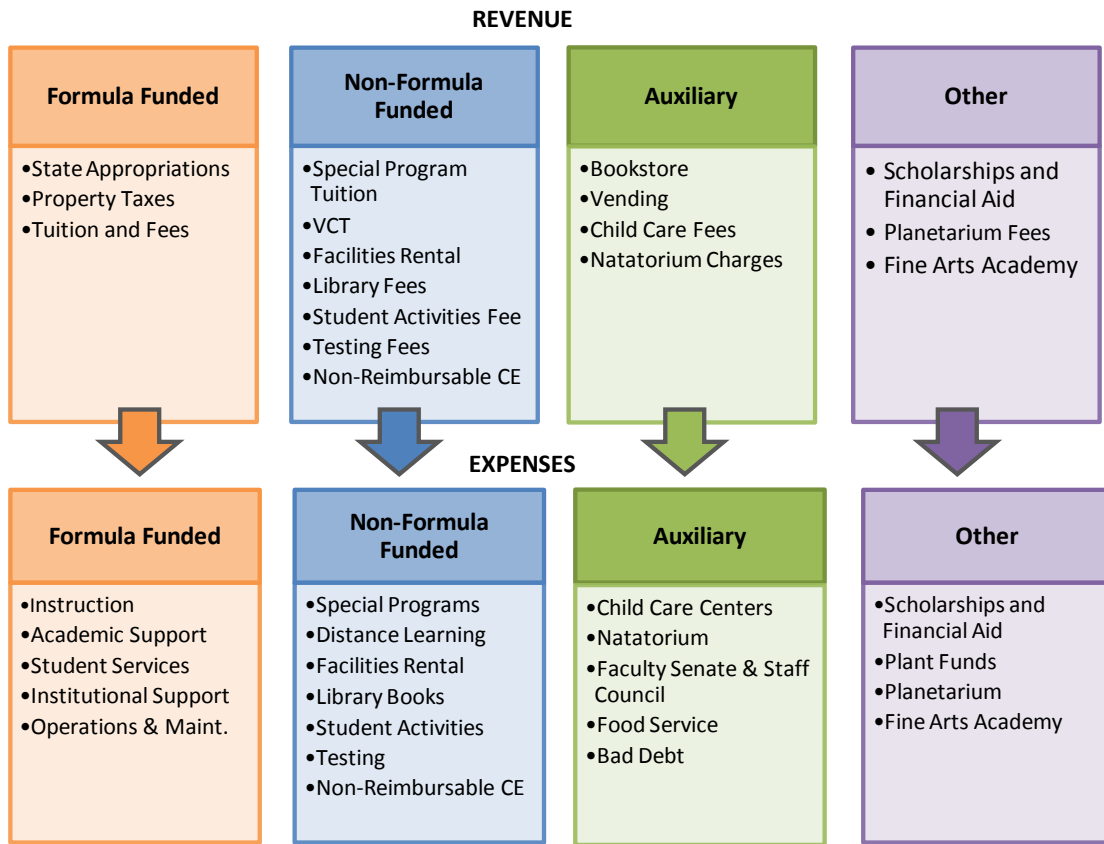 REVENUE
Formula Funded
•State Appropriations
•Property Taxes
•Tuition and Fees
Non-Formula
Funded
•Special Program
Tuition
•VCT
•Facilities Rental
•Library Fees
•Student Activities Fee
•Testing Fees
•Non-Reimbursable CE
Auxiliary
•Bookstore
•Vending
•Child Care Fees
•Natatorium Charges
Other
• Scholarships and
Financial Aid
• Planetarium Fees
• Fine Arts Academy
EXPENSES
Formula Funded
•Instruction
•Academic Support
•Student Services
•Institutional Support
•Operations & Maint.
Non-Formula
Funded
•Special Programs
•Distance Learning
•Facilities Rental
•Library Books
•Student Activities
•Testing
•Non-Reimbursable CE
Auxiliary
•Child Care Centers
•Natatorium
•Faculty Senate & Staff
Council
•Food Service
•Bad Debt
Other
•Scholarships and
Financial Aid
•Plant Funds
•Planetarium
•Fine Arts Academy